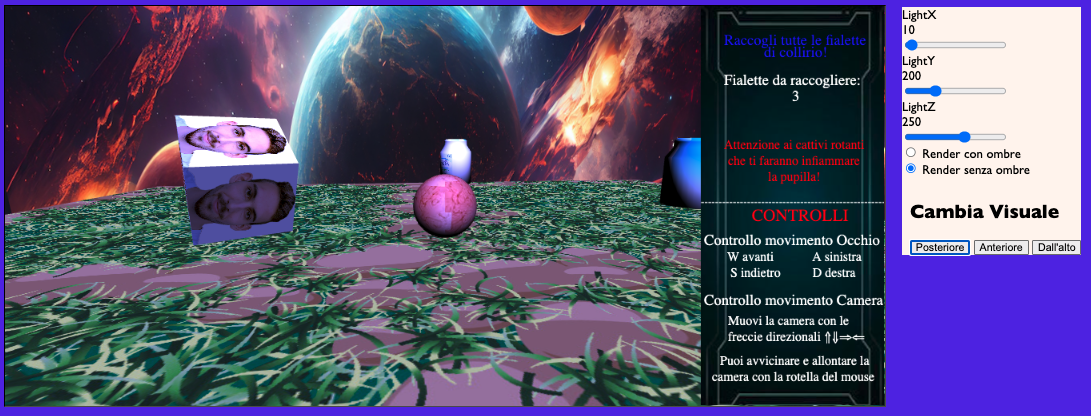 Raccogli tutte le fialette
di collirio!
Fialette da raccogliere:
3
Attenzione ai cattivi rotanti
che ti faranno infiammare
la pupilla!
CONTROLLI
Controllo movimento Occhio
W avanti A sinistra
S indietro D destra
Controllo movimento Camera
Muovi la camera con le
freccie direzionali ⇑⇓⇒⇐
Puoi avvicinare e allontare la
camera con la rotella del mouse
LightX
10
LightY
200
LightZ
250
Render con ombre
Render senza ombre
Cambia Visuale
Posteriore Anteriore Dall'alto